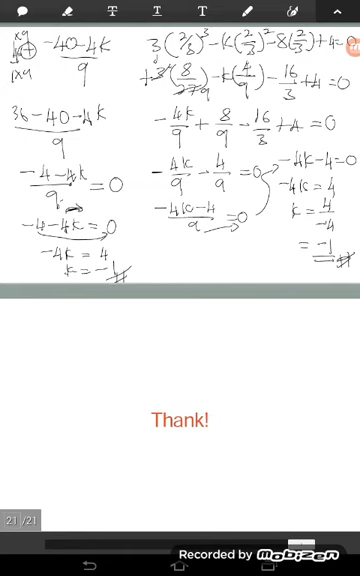 3(2/3)³ - k(2/3)² - 8(2/3) + 4 = 0
-40-4k/9
36-40-4k/9
-4-4k/9 = 0
-4-4k = 0
-4k = 4
k = -1
- k(4/9) - 16/3 + 4 = 0
-4k/9 + 8/9 - 16/3 + 4 = 0
-4k/9 - 4/9 = 0
-4k-4/9 = 0
-4k-4=0
-4k = 4
k = 4/-4
= -1
Thank!
21 /21
Recorded by mobizen